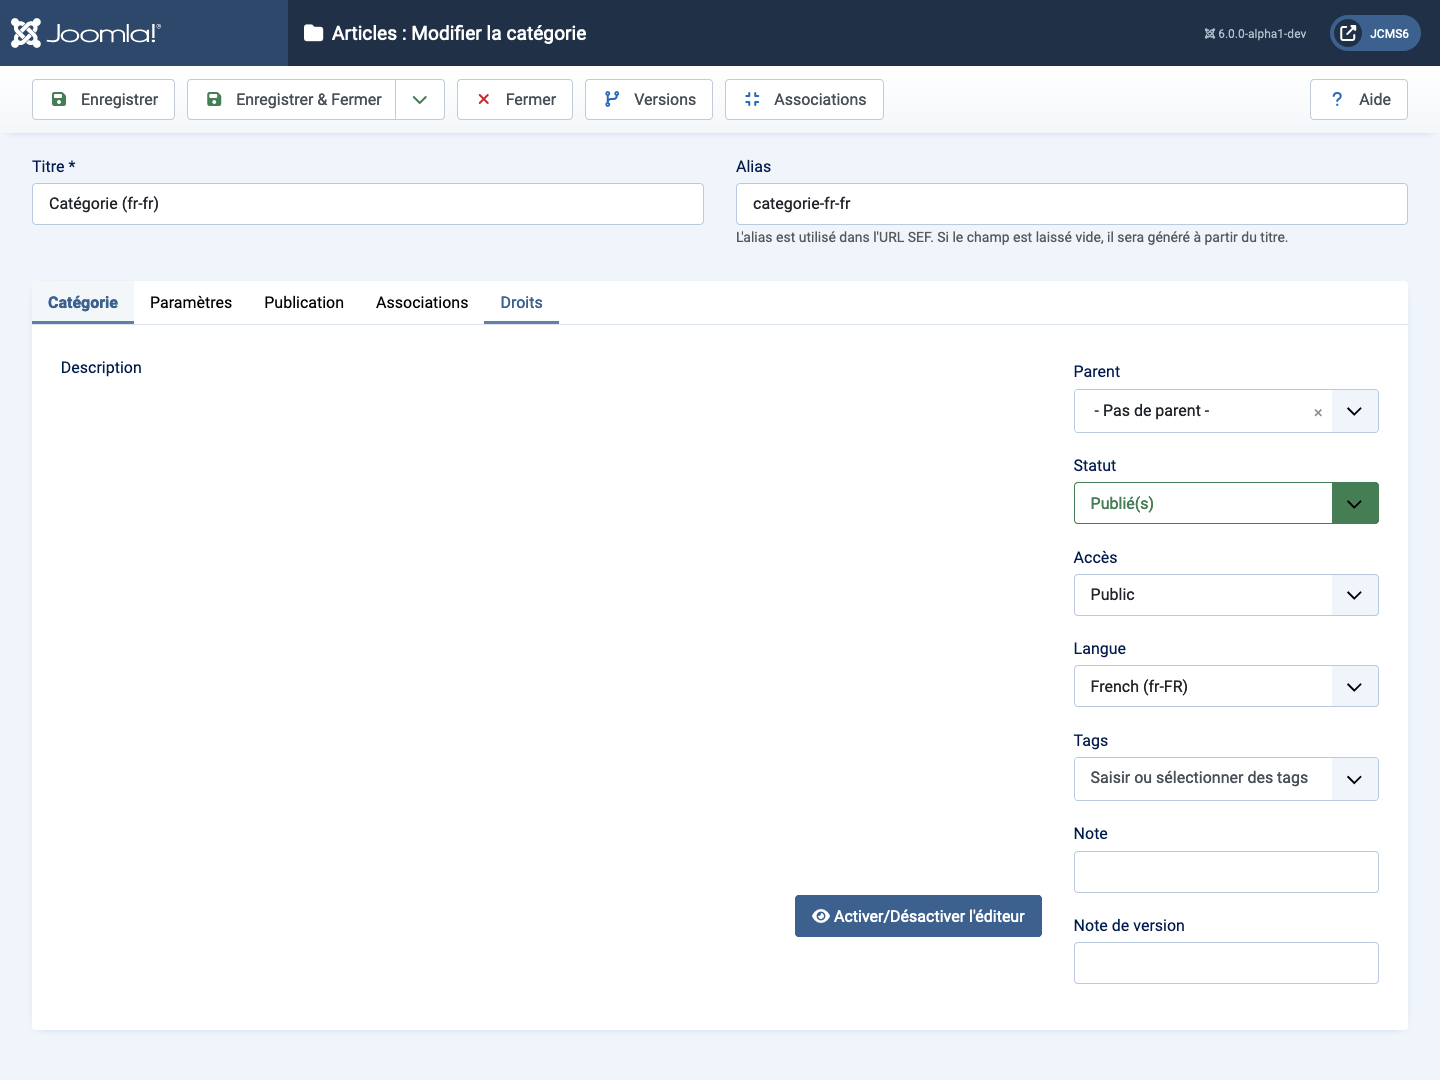 Joomla!®
Articles : Modifier la catégorie
6.0.0-alpha1-dev
JCMS6
Enregistrer
Enregistrer & Fermer
Fermer
Versions
Associations
? Aide
Titre *
Alias
Catégorie (fr-fr)
categorie-fr-fr
L'alias est utilisé dans l'URL SEF. Si le champ est laissé vide, il sera généré à partir du titre.
Catégorie
Paramètres
Publication
Associations
Droits
Description
Parent
- Pas de parent - ×
Statut
Publié(s)
Accès
Public
Langue
French (fr-FR)
Tags
Saisir ou sélectionner des tags
Note
Activer/Désactiver l'éditeur
Note de version